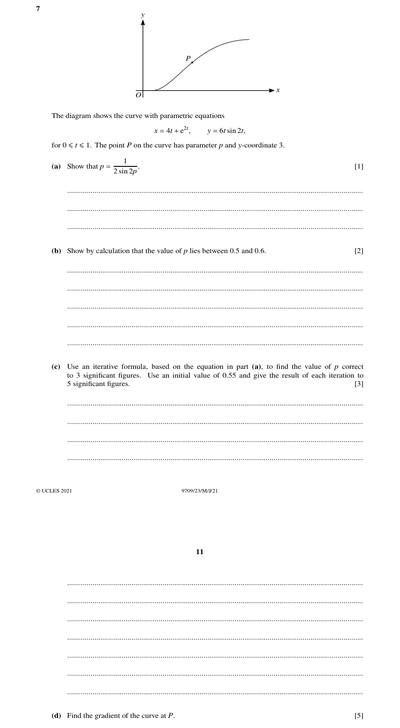 7
y
P
O
x
The diagram shows the curve with parametric equations
x = 4t + e^{2t},    y = 6t sin 2t,
for 0 ⩽ t ⩽ 1. The point P on the curve has parameter p and y-coordinate 3.
(a) Show that p = 1/(2 sin 2p). [1]
(b) Show by calculation that the value of p lies between 0.5 and 0.6. [2]
(c) Use an iterative formula, based on the equation in part (a), to find the value of p correct
to 3 significant figures. Use an initial value of 0.55 and give the result of each iteration to
5 significant figures. [3]
© UCLES 2021
9709/23/M/J/21
11
(d) Find the gradient of the curve at P. [5]